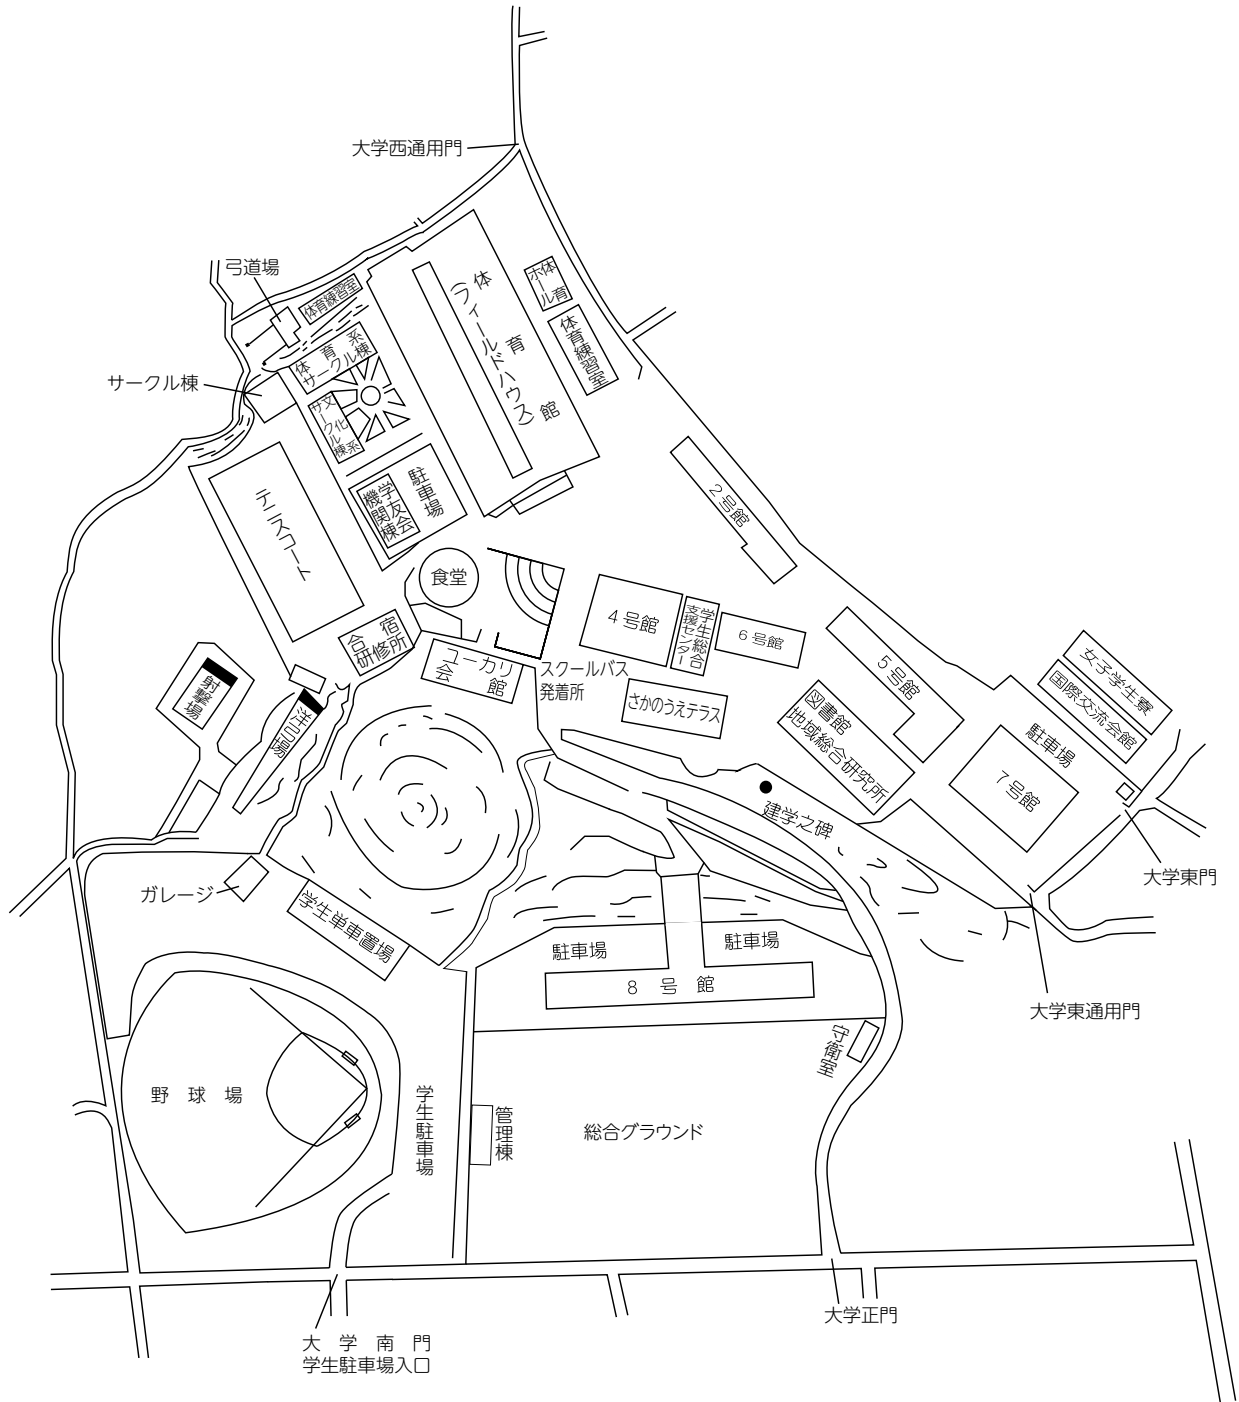 大学西通用門
弓道場
体育練習室
体育
ホール
体育館
(フィールドハウス)
体育練習室
体育系
サークル棟
サークル棟
文化系
サークル棟
駐車場
学友会
機関棟
2号館
テニスコート
食堂
4号館
学生総合
支援センター
6号館
合宿
研修所
ユーカリ
会館
スクールバス
発着所
さかのうえテラス
5号館
女子学生寮
国際交流会館
駐車場
図書館
地域総合研究所
7号館
射撃場
洋弓場
建学之碑
大学東門
ガレージ
学生単車置場
駐車場
駐車場
8号館
大学東通用門
守衛室
野球場
学生駐車場
管理棟
総合グラウンド
大学正門
大学南門
学生駐車場入口